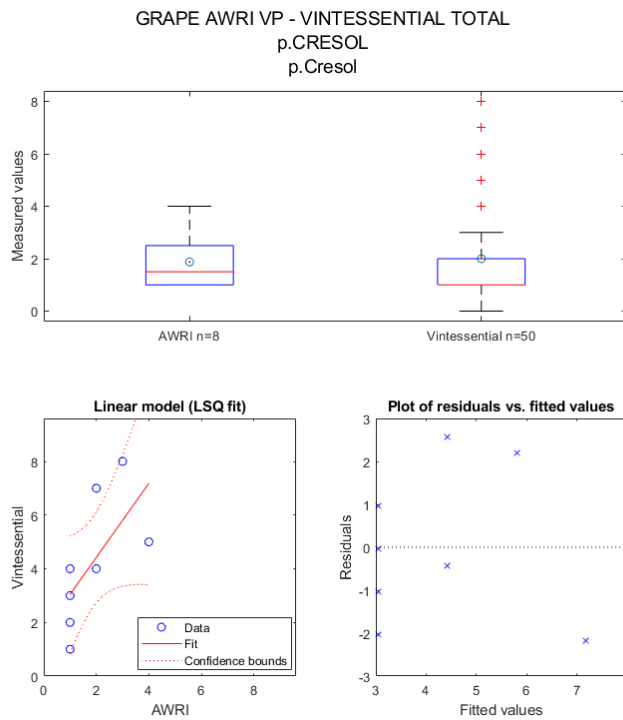 GRAPE AWRI VP - VINTESSENTIAL TOTAL
p.CRESOL
p.Cresol
Measured values
8
6
4
2
0
AWRI n=8
Vintessential n=50
Linear model (LSQ fit)
Vintessential
8
6
4
2
0
Data
Fit
Confidence bounds
0 2 4 6 8
AWRI
Plot of residuals vs. fitted values
Residuals
3
2
1
0
-1
-2
-3
3 4 5 6 7
Fitted values